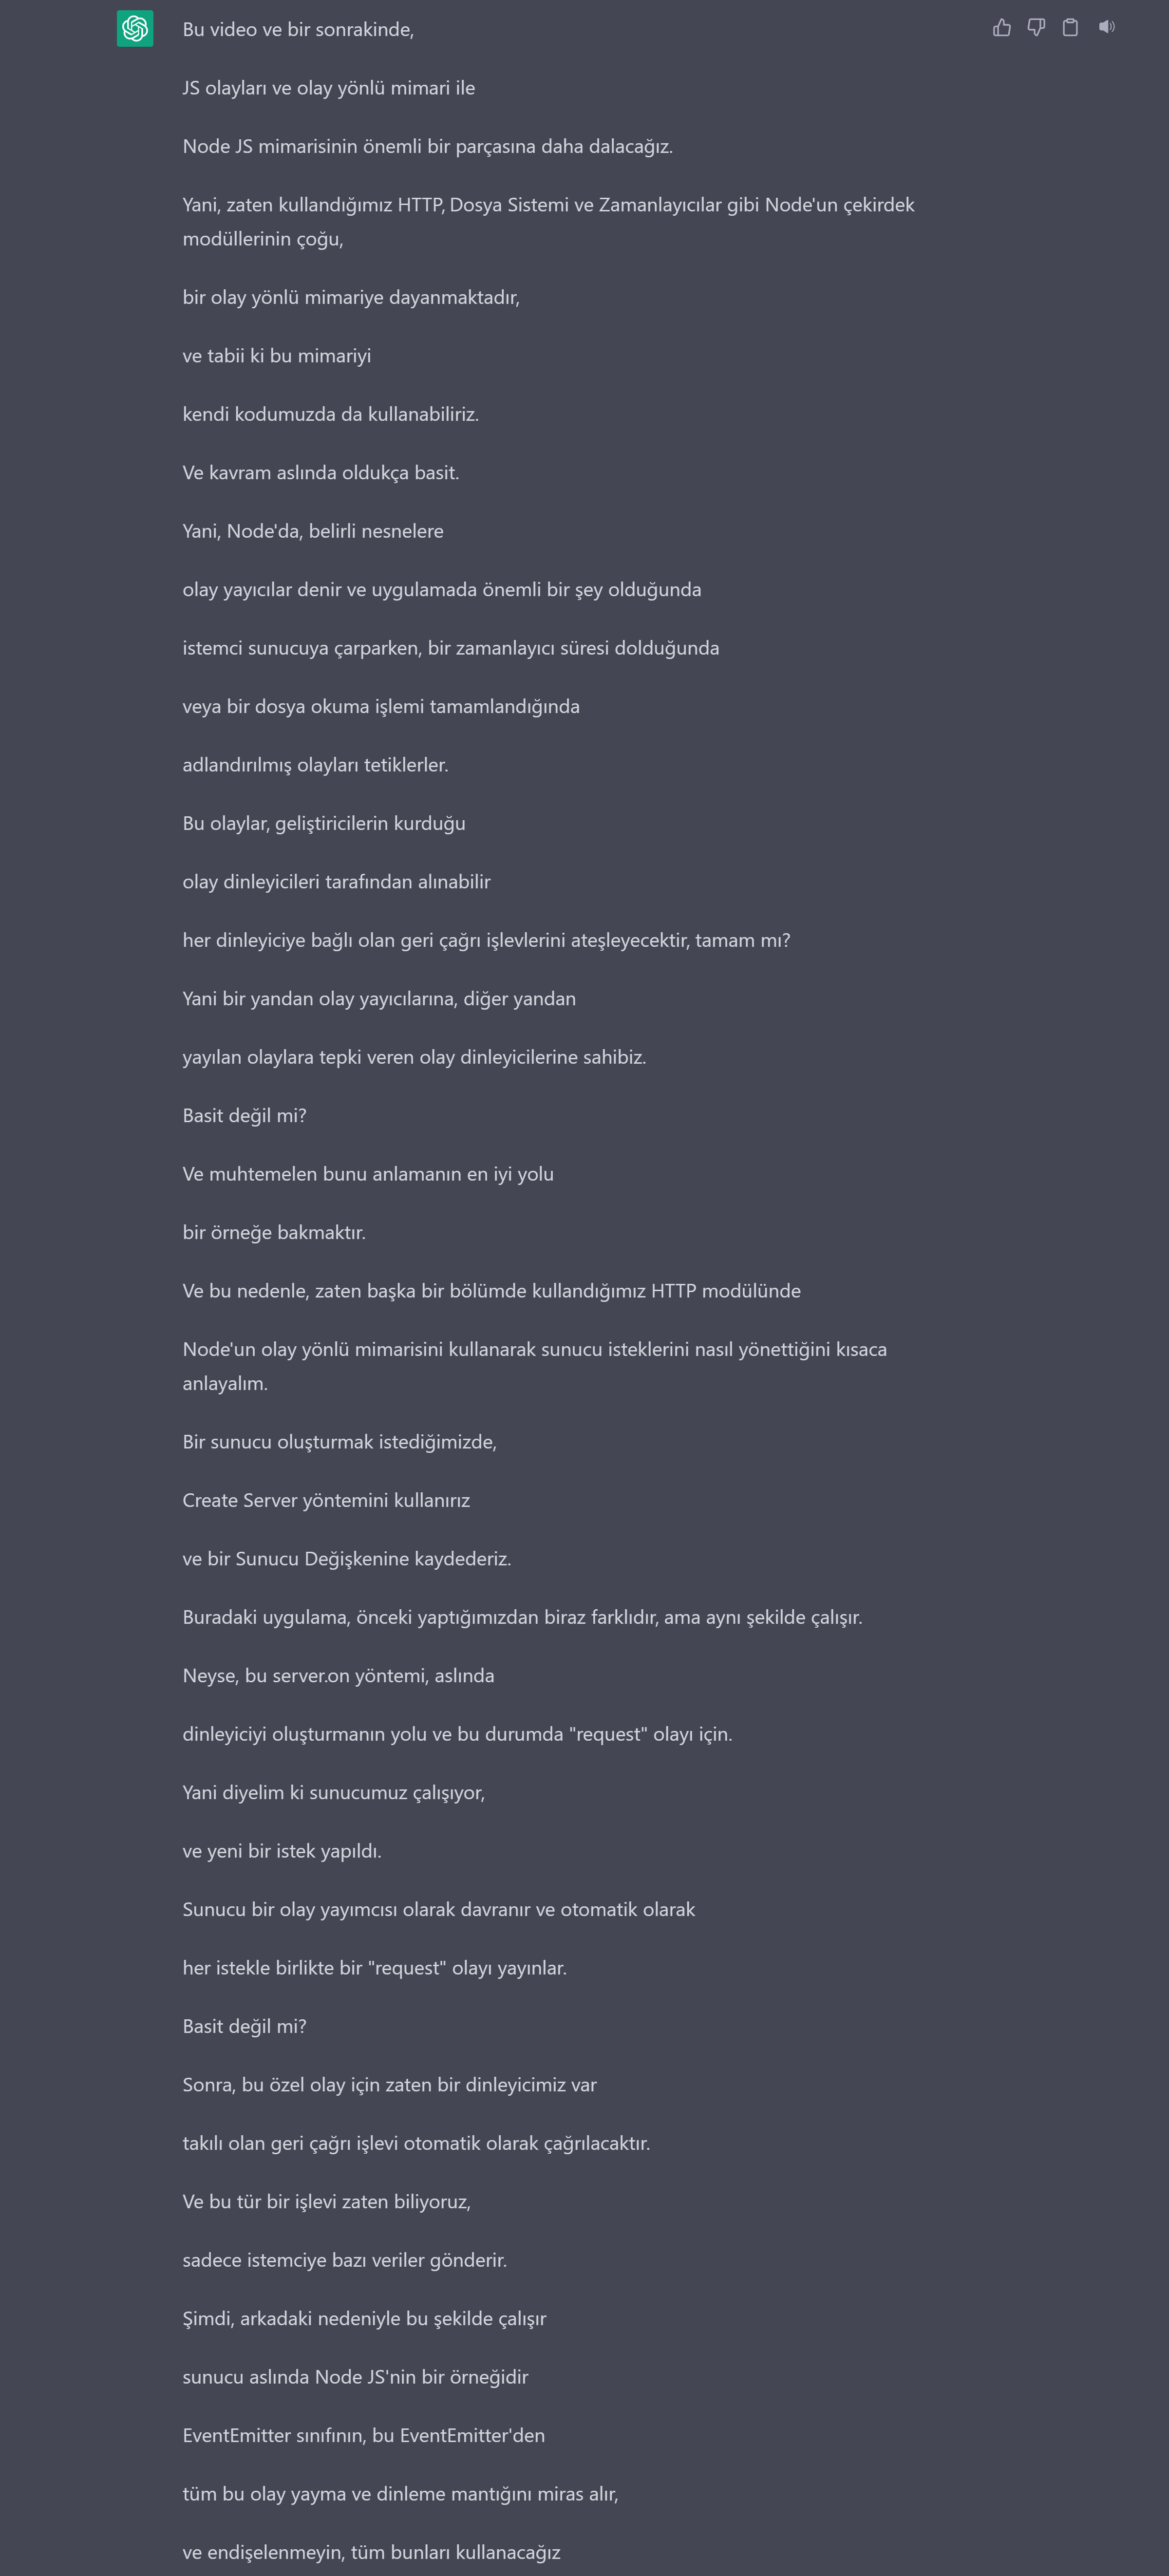 Bu video ve bir sonrakinde,
JS olayları ve olay yönlü mimari ile
Node JS mimarisinin önemli bir parçasına daha dalacağız.
Yani, zaten kullandığımız HTTP, Dosya Sistemi ve Zamanlayıcılar gibi Node'un çekirdek
modüllerinin çoğu,
bir olay yönlü mimariye dayanmaktadır,
ve tabii ki bu mimariyi
kendi kodumuzda da kullanabiliriz.
Ve kavram aslında oldukça basit.
Yani, Node'da, belirli nesnelere
olay yayıcılar denir ve uygulamada önemli bir şey olduğunda
istemci sunucuya çarparken, bir zamanlayıcı süresi dolduğunda
veya bir dosya okuma işlemi tamamlandığında
adlandırılmış olayları tetiklerler.
Bu olaylar, geliştiricilerin kurduğu
olay dinleyicileri tarafından alınabilir
her dinleyiciye bağlı olan geri çağrı işlevlerini ateşleyecektir, tamam mı?
Yani bir yandan olay yayıcılarına, diğer yandan
yayılan olaylara tepki veren olay dinleyicilerine sahibiz.
Basit değil mi?
Ve muhtemelen bunu anlamanın en iyi yolu
bir örneğe bakmaktır.
Ve bu nedenle, zaten başka bir bölümde kullandığımız HTTP modülünde
Node'un olay yönlü mimarisini kullanarak sunucu isteklerini nasıl yönettiğini kısaca
anlayalım.
Bir sunucu oluşturmak istediğimizde,
Create Server yöntemini kullanırız
ve bir Sunucu Değişkenine kaydederiz.
Buradaki uygulama, önceki yaptığımızdan biraz farklıdır, ama aynı şekilde çalışır.
Neyse, bu server.on yöntemi, aslında
dinleyiciyi oluşturmanın yolu ve bu durumda "request" olayı için.
Yani diyelim ki sunucumuz çalışıyor,
ve yeni bir istek yapıldı.
Sunucu bir olay yayımcısı olarak davranır ve otomatik olarak
her istekle birlikte bir "request" olayı yayınlar.
Basit değil mi?
Sonra, bu özel olay için zaten bir dinleyicimiz var
takılı olan geri çağrı işlevi otomatik olarak çağrılacaktır.
Ve bu tür bir işlevi zaten biliyoruz,
sadece istemciye bazı veriler gönderir.
Şimdi, arkadaki nedeniyle bu şekilde çalışır
sunucu aslında Node JS'nin bir örneğidir
EventEmitter sınıfının, bu EventEmitter'den
tüm bu olay yayma ve dinleme mantığını miras alır,
ve endişelenmeyin, tüm bunları kullanacağız